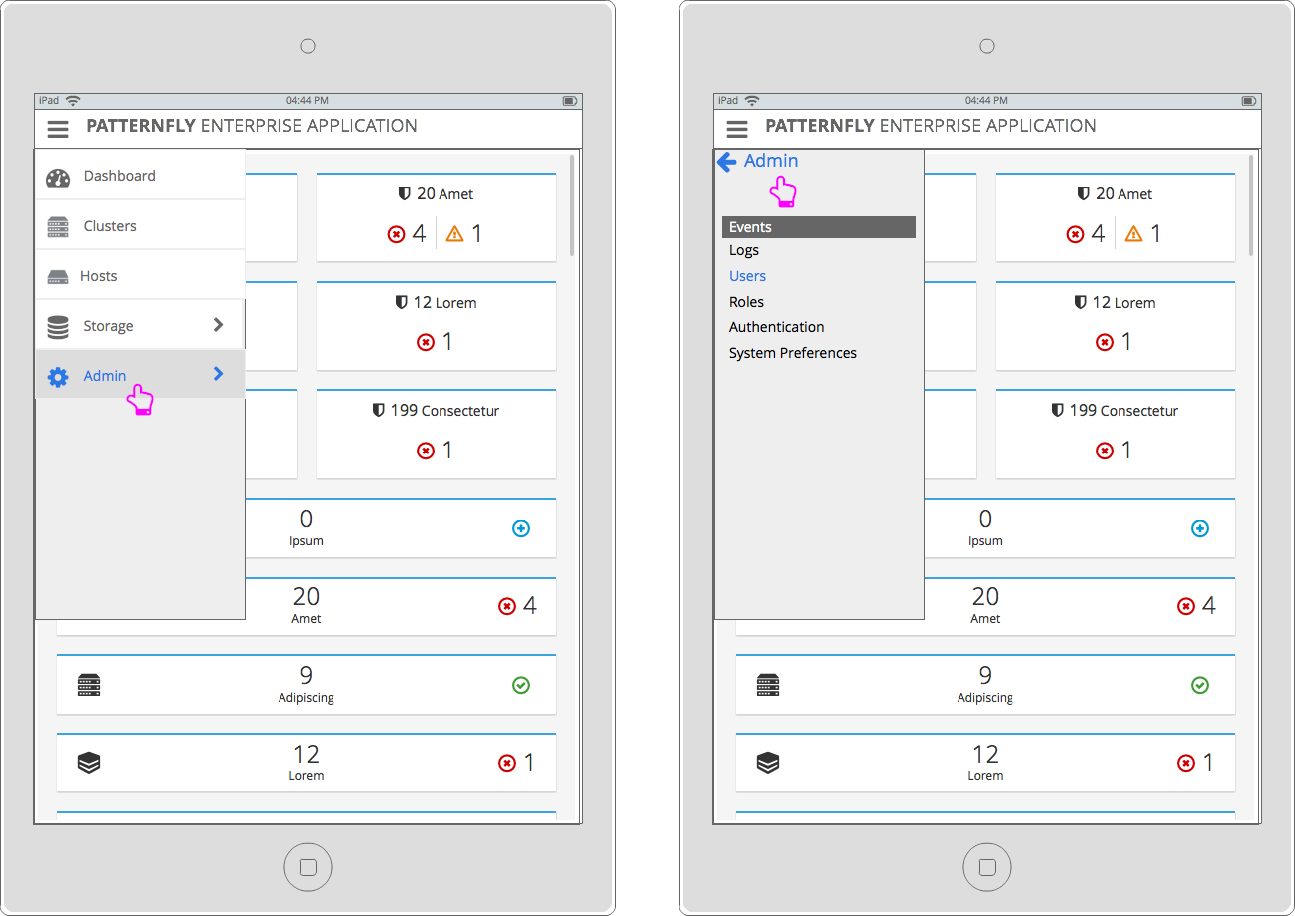 iPad 04:44 PM
PATTERNFLY ENTERPRISE APPLICATION
Dashboard
Clusters
Hosts
Storage
Admin
20 Amet
4 1
12 Lorem
1
199 Consectetur
1
0
Ipsum
20
Amet
4
9
Adipiscing
12
Lorem
1
iPad 04:44 PM
PATTERNFLY ENTERPRISE APPLICATION
Admin
Events
Logs
Users
Roles
Authentication
System Preferences
20 Amet
4 1
12 Lorem
1
199 Consectetur
1
0
Ipsum
20
Amet
4
9
Adipiscing
12
Lorem
1